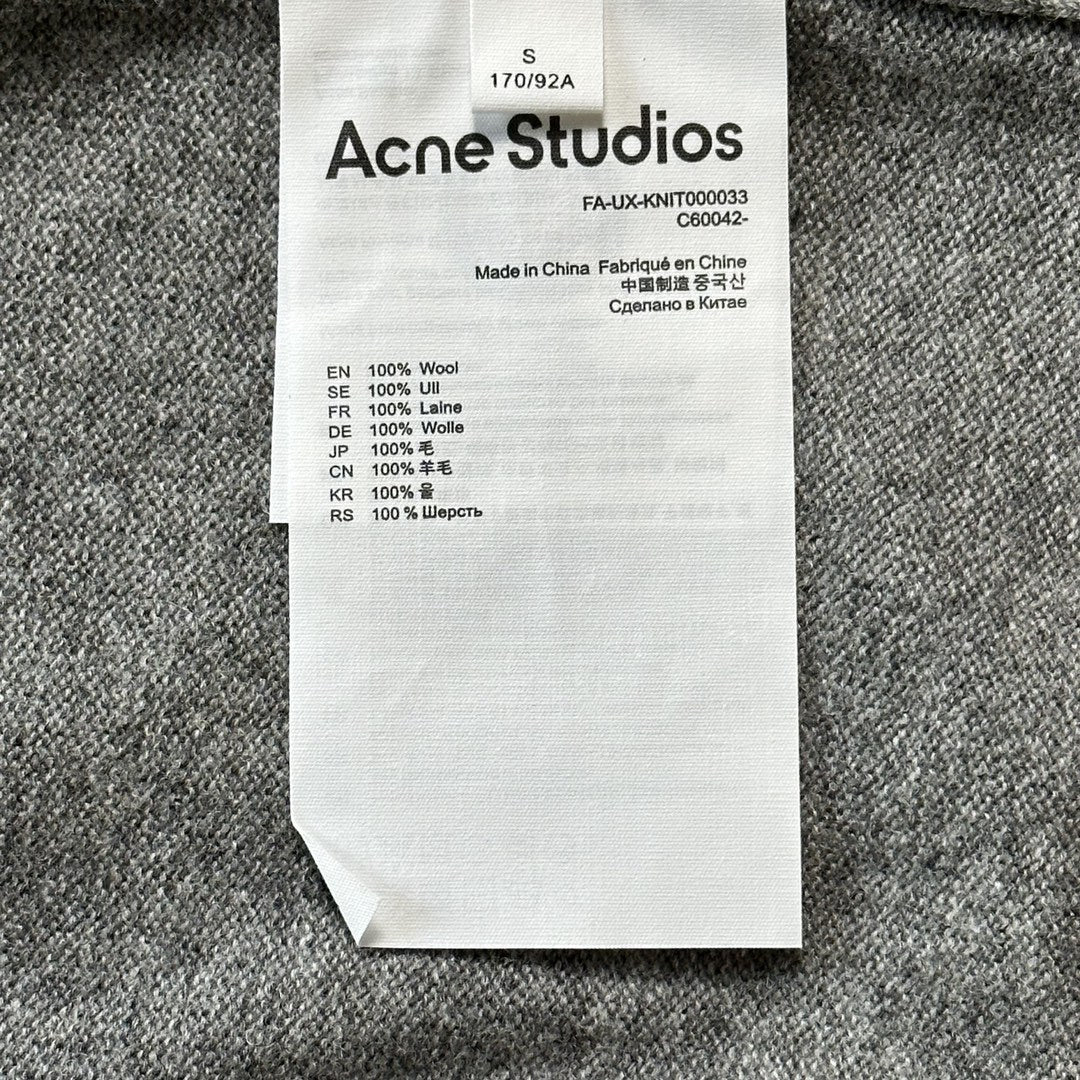 S
170/92A
Acne Studios
FA-UX-KNIT000033
C60042-
Made in China Fabriqué en Chine
中国制造 중국산
Сделано в Китае
EN 100% Wool
SE 100% Ull
FR 100% Laine
DE 100% Wolle
JP 100% 毛
CN 100% 羊毛
KR 100% 울
RS 100 % Шерсть